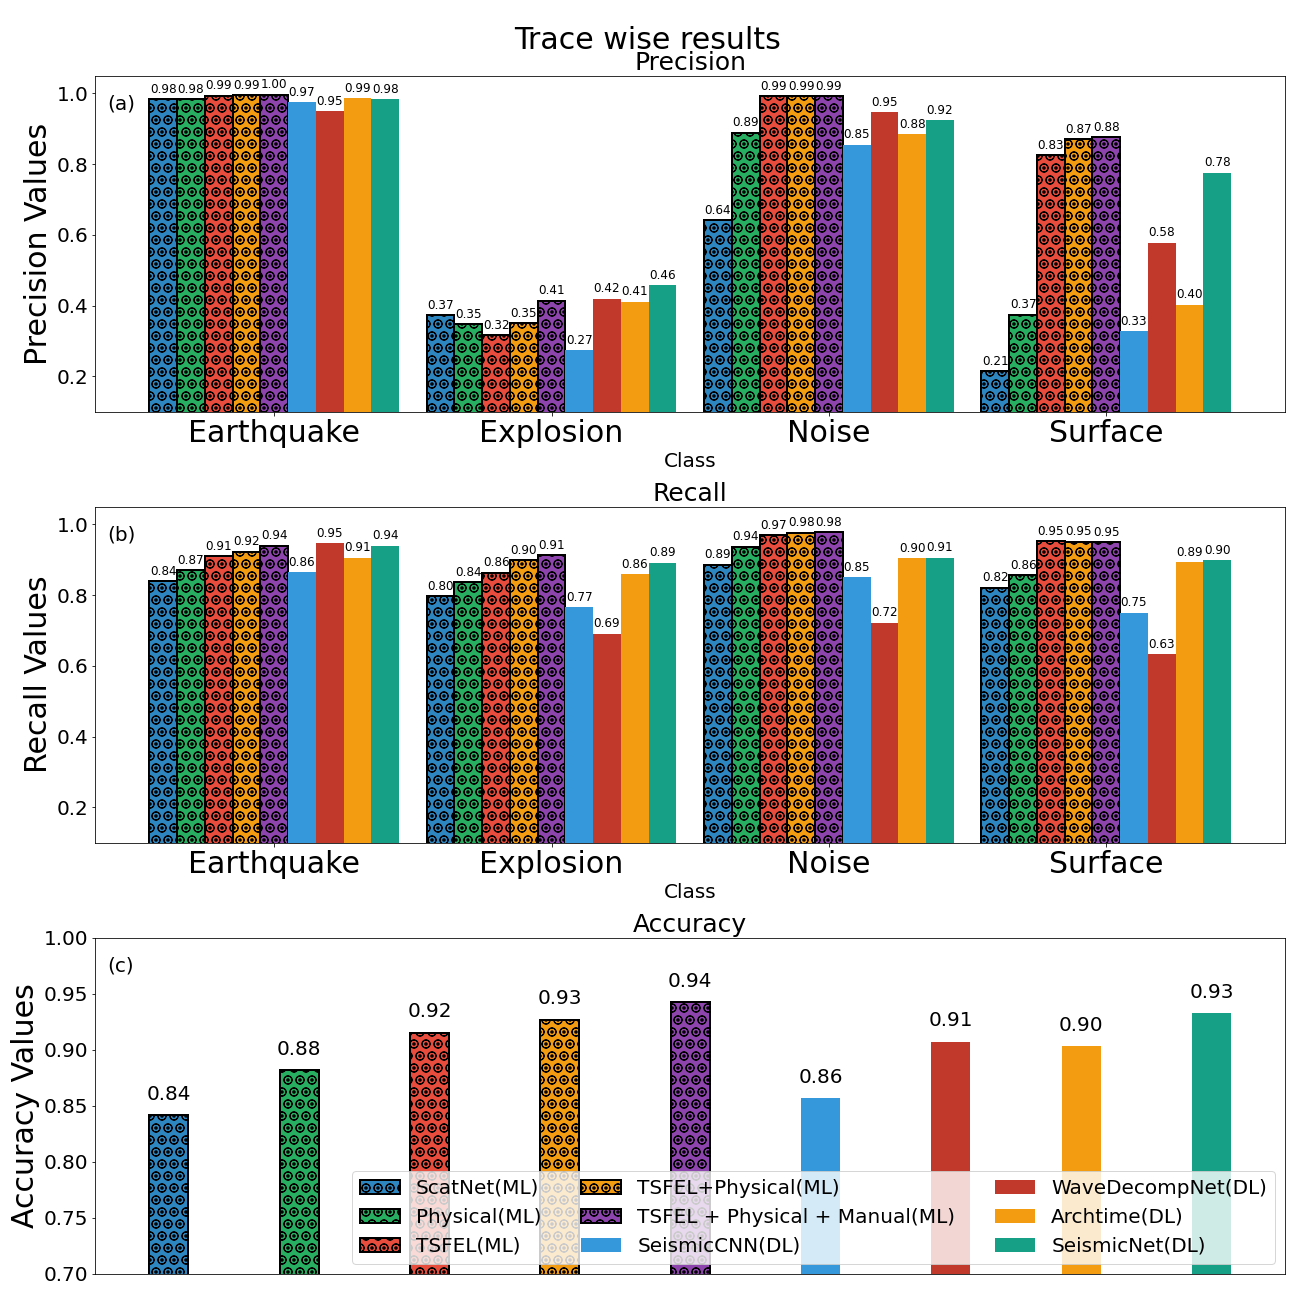 Trace wise results
Precision
(a)
Precision Values
1.0
0.8
0.6
0.4
0.2
0.98 0.98 0.99 0.99 1.00 0.97 0.95 0.99 0.98
0.37 0.35 0.32 0.35 0.41 0.27 0.42 0.41 0.46
0.64 0.89 0.99 0.99 0.99 0.85 0.95 0.88 0.92
0.21 0.37 0.83 0.87 0.88 0.33 0.58 0.40 0.78
Earthquake Explosion Noise Surface
Class
Recall
(b)
Recall Values
1.0
0.8
0.6
0.4
0.2
0.84 0.87 0.91 0.92 0.94 0.86 0.95 0.91 0.94
0.80 0.84 0.86 0.90 0.91 0.77 0.69 0.86 0.89
0.89 0.94 0.97 0.98 0.98 0.85 0.72 0.90 0.91
0.82 0.86 0.95 0.95 0.95 0.75 0.63 0.89 0.90
Earthquake Explosion Noise Surface
Class
Accuracy
(c)
Accuracy Values
1.00
0.95
0.90
0.85
0.80
0.75
0.70
0.84 0.88 0.92 0.93 0.94 0.86 0.91 0.90 0.93
ScatNet(ML)
Physical(ML)
TSFEL(ML)
TSFEL+Physical(ML)
TSFEL + Physical + Manual(ML)
SeismicCNN(DL)
WaveDecompNet(DL)
Archtime(DL)
SeismicNet(DL)